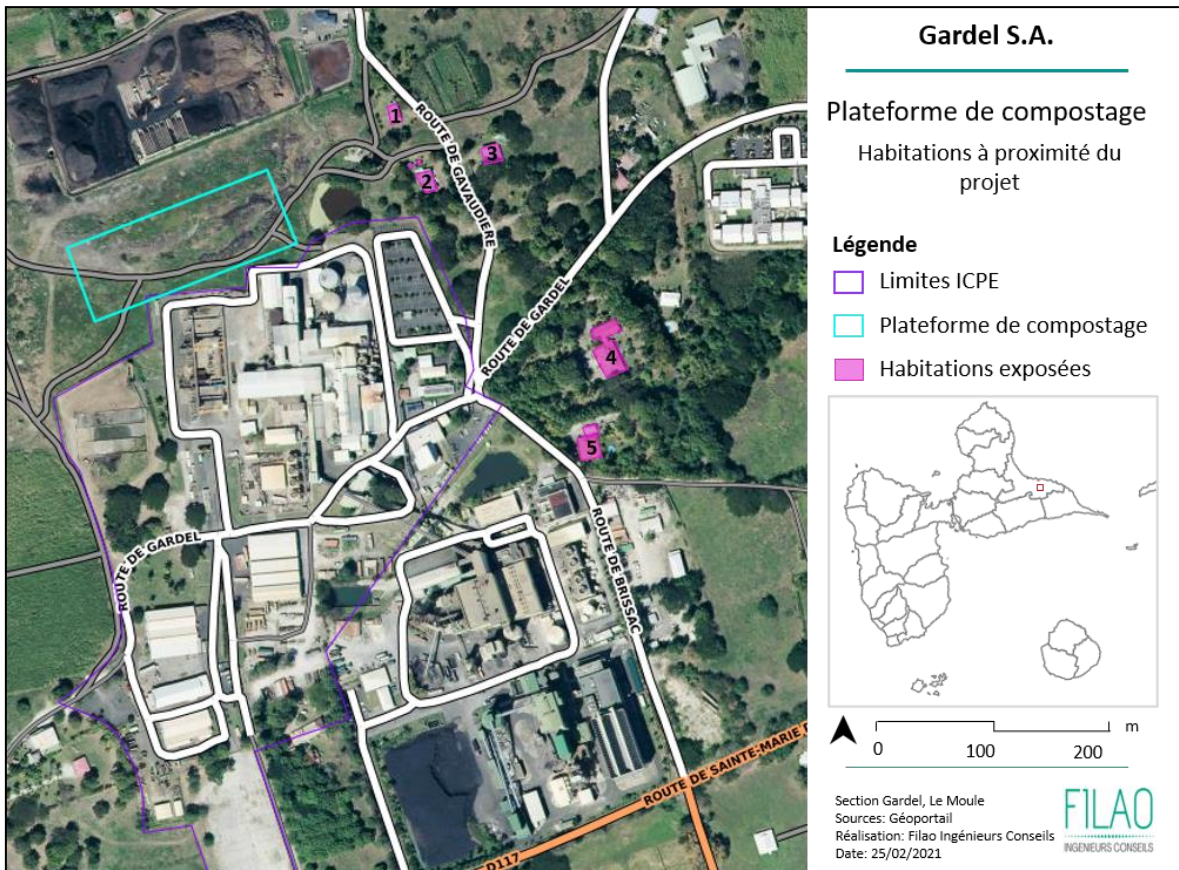 1
ROUTE DE GAVAUDIERE
3
2
ROUTE DE GARDEL
4
5
ROUTE DE GARDEL
ROUTE DE BRISSAC
ROUTE DE SAINTE-MARIE
D117
Gardel S.A.
Plateforme de compostage
Habitations à proximité du
projet
Légende
Limites ICPE
Plateforme de compostage
Habitations exposées
m
0 100 200
Section Gardel, Le Moule
Sources: Géoportail
Réalisation: Filao Ingénieurs Conseils
Date: 25/02/2021
FILAO
INGENIEURS CONSEILS